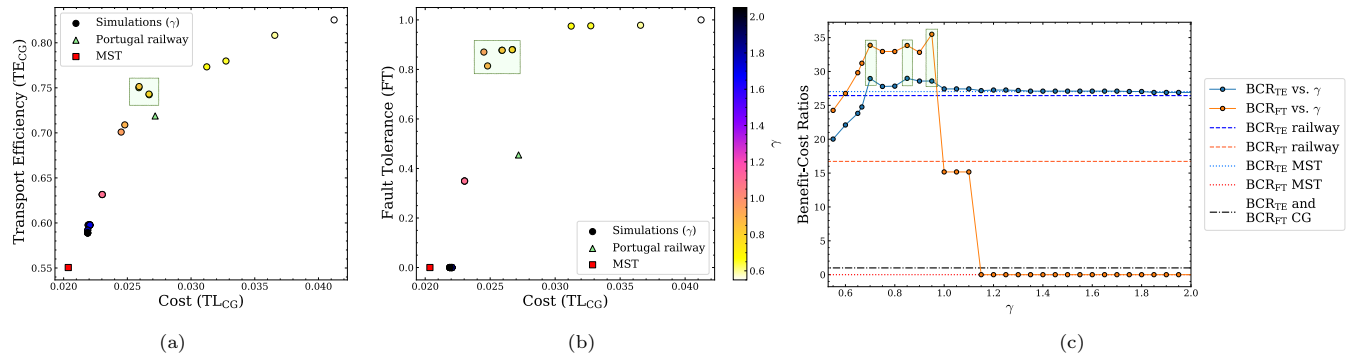 Transport Efficiency (TE_CG)
0.80
0.75
0.70
0.65
0.60
0.55
Simulations (γ)
Portugal railway
MST
0.020
0.025
0.030
0.035
0.040
Cost (TL_CG)
(a)
Fault Tolerance (FT)
1.0
0.8
0.6
0.4
0.2
0.0
Simulations (γ)
Portugal railway
MST
0.020
0.025
0.030
0.035
0.040
Cost (TL_CG)
(b)
2.0
1.8
1.6
1.4
1.2
1.0
0.8
0.6
γ
Benefit-Cost Ratios
35
30
25
20
15
10
5
0
0.6
0.8
1.0
1.2
1.4
1.6
1.8
2.0
γ
(c)
BCR_TE vs. γ
BCR_FT vs. γ
BCR_TE railway
BCR_FT railway
BCR_TE MST
BCR_FT MST
BCR_TE and
BCR_FT CG